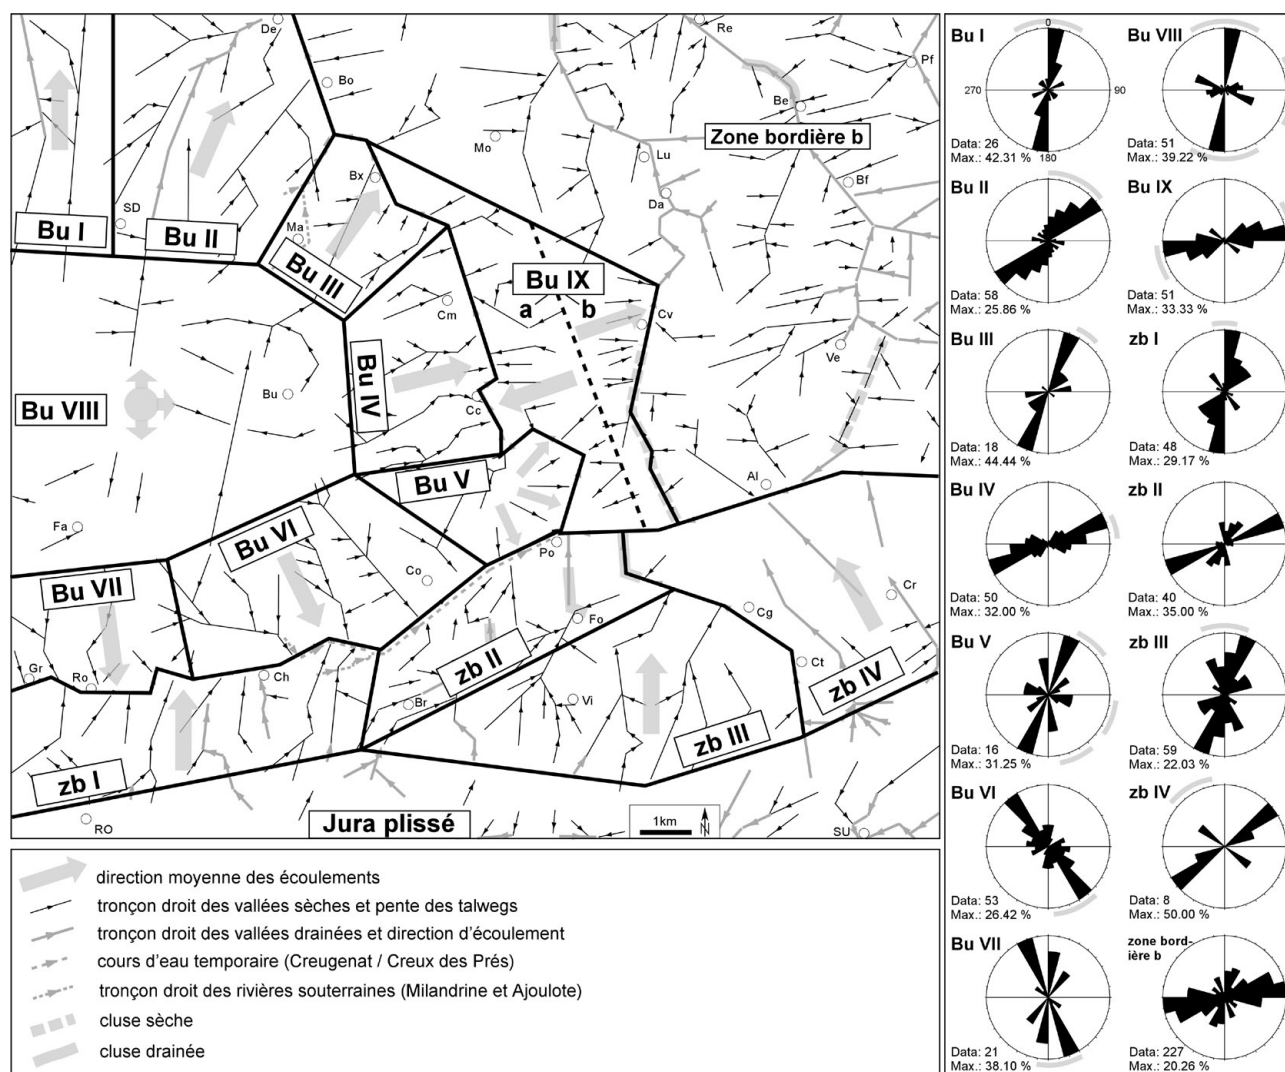 De
Re
Pf
Bo
Be
Mo
Zone bordière b
Lu
Bx
Bf
Da
SD
Ma
Bu I
Bu II
Bu III
Bu IX
a b
Cm
Cv
Ve
Bu IV
Bu VIII
Bu
Cc
Bu V
Al
Fa
Bu VI
Po
Bu VII
Co
Cr
Cg
Fo
Gr
Ro
Ch
zb II
Ct
zb IV
Br
Vi
zb III
zb I
RO
Jura plissé
1km
N
SU
direction moyenne des écoulements
tronçon droit des vallées sèches et pente des talwegs
tronçon droit des vallées drainées et direction d'écoulement
cours d'eau temporaire (Creugenat / Creux des Prés)
tronçon droit des rivières souterraines (Milandrine et Ajoulote)
cluse sèche
cluse drainée
Bu I
0
270
90
180
Data: 26
Max.: 42.31 %
Bu VIII
Data: 51
Max.: 39.22 %
Bu II
Data: 58
Max.: 25.86 %
Bu IX
Data: 51
Max.: 33.33 %
Bu III
Data: 18
Max.: 44.44 %
zb I
Data: 48
Max.: 29.17 %
Bu IV
Data: 50
Max.: 32.00 %
zb II
Data: 40
Max.: 35.00 %
Bu V
Data: 16
Max.: 31.25 %
zb III
Data: 59
Max.: 22.03 %
Bu VI
Data: 53
Max.: 26.42 %
zb IV
Data: 8
Max.: 50.00 %
Bu VII
Data: 21
Max.: 38.10 %
zone bord-
ière b
Data: 227
Max.: 20.26 %